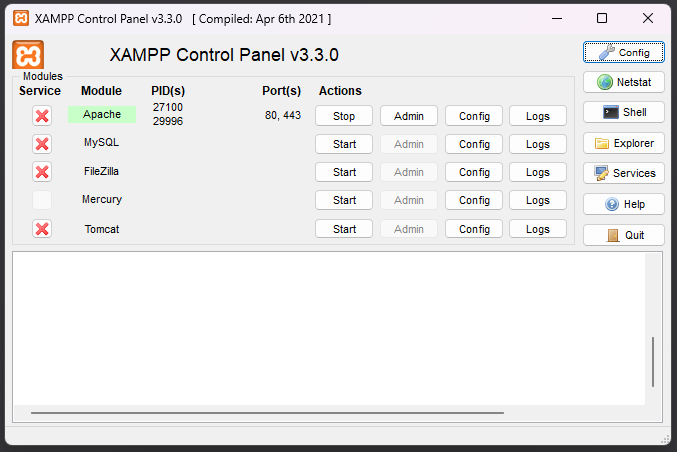 XAMPP Control Panel v3.3.0 [ Compiled: Apr 6th 2021 ]
XAMPP Control Panel v3.3.0
Config
Modules
Service Module PID(s) Port(s) Actions
Netstat
Apache 27100 29996 80, 443 Stop Admin Config Logs
Shell
MySQL Start Admin Config Logs
Explorer
FileZilla Start Admin Config Logs
Services
Mercury Start Admin Config Logs
Help
Tomcat Start Admin Config Logs
Quit